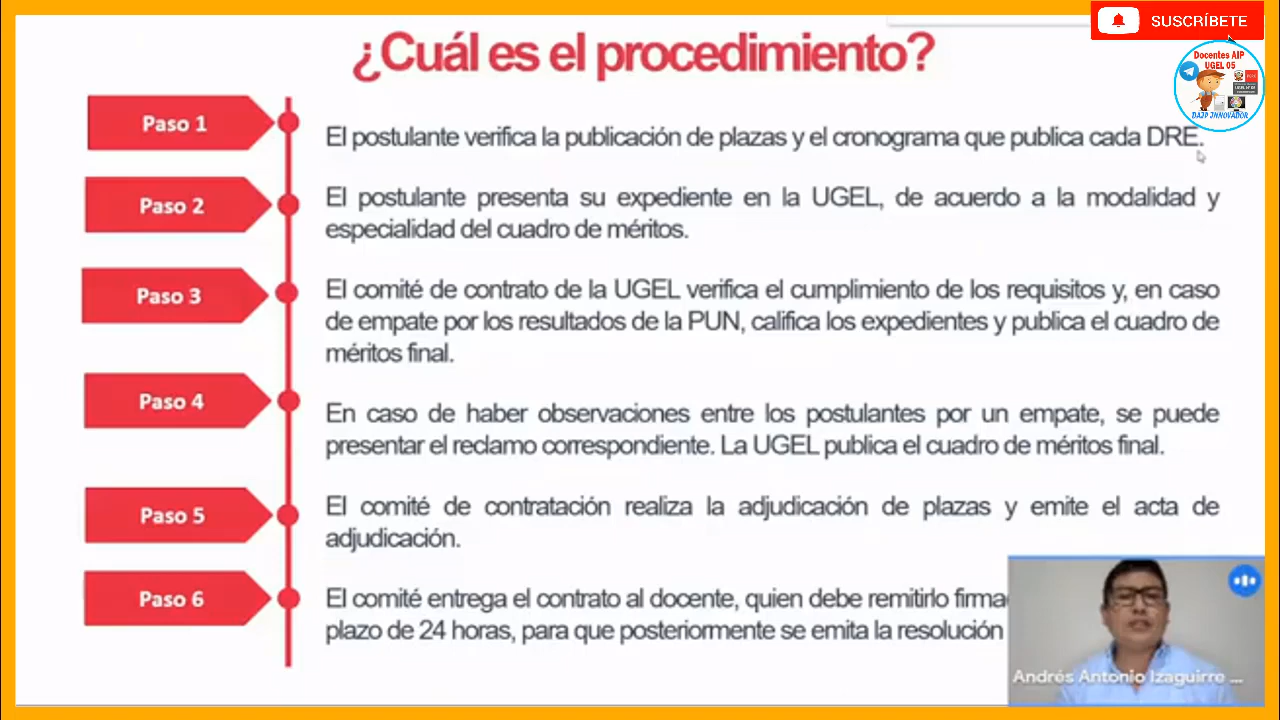 SUSCRÍBETE
¿Cuál es el procedimiento?
Docentes AIP
UGEL 05
DAIP INNOVADOR
Paso 1
El postulante verifica la publicación de plazas y el cronograma que publica cada DRE.
Paso 2
El postulante presenta su expediente en la UGEL, de acuerdo a la modalidad y
especialidad del cuadro de méritos.
Paso 3
El comité de contrato de la UGEL verifica el cumplimiento de los requisitos y, en caso
de empate por los resultados de la PUN, califica los expedientes y publica el cuadro de
méritos final.
Paso 4
En caso de haber observaciones entre los postulantes por un empate, se puede
presentar el reclamo correspondiente. La UGEL publica el cuadro de méritos final.
Paso 5
El comité de contratación realiza la adjudicación de plazas y emite el acta de
adjudicación.
Paso 6
El comité entrega el contrato al docente, quien debe remitirlo firma
plazo de 24 horas, para que posteriormente se emita la resolución
Andrés Antonio Izaguirre ...